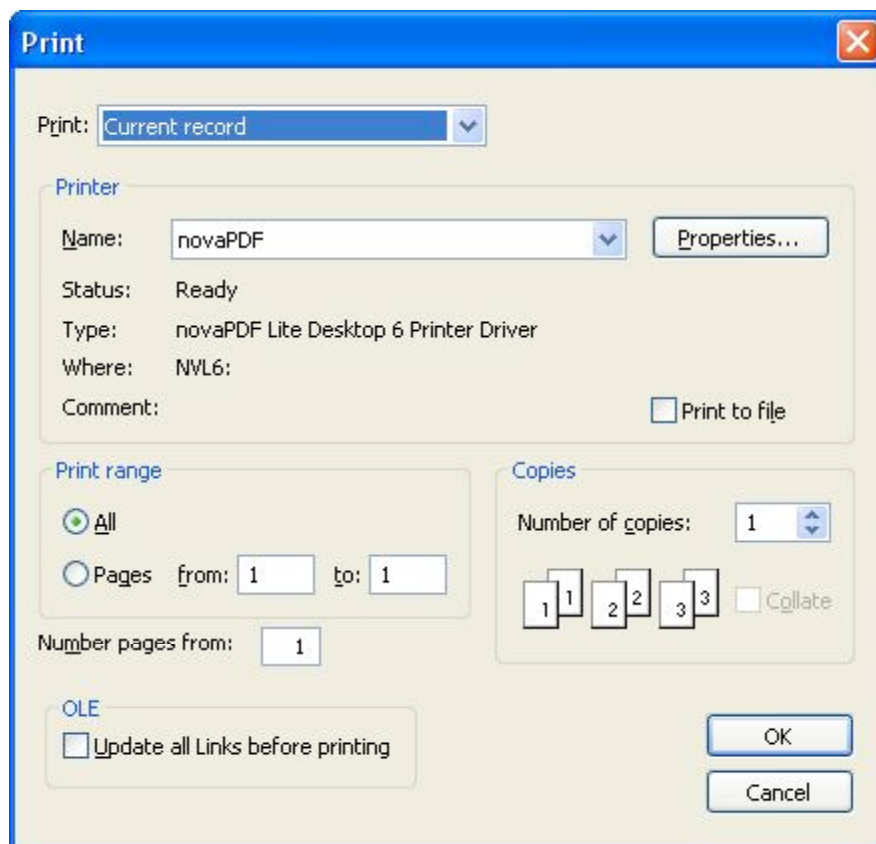 Print
Print: Current record
Printer
Name: novaPDF Properties...
Status: Ready
Type: novaPDF Lite Desktop 6 Printer Driver
Where: NVL6:
Comment: Print to file
Print range Copies
All Number of copies: 1
Pages from: 1 to: 1
1 1 2 2 3 3 Collate
Number pages from: 1
OLE
Update all Links before printing
OK
Cancel